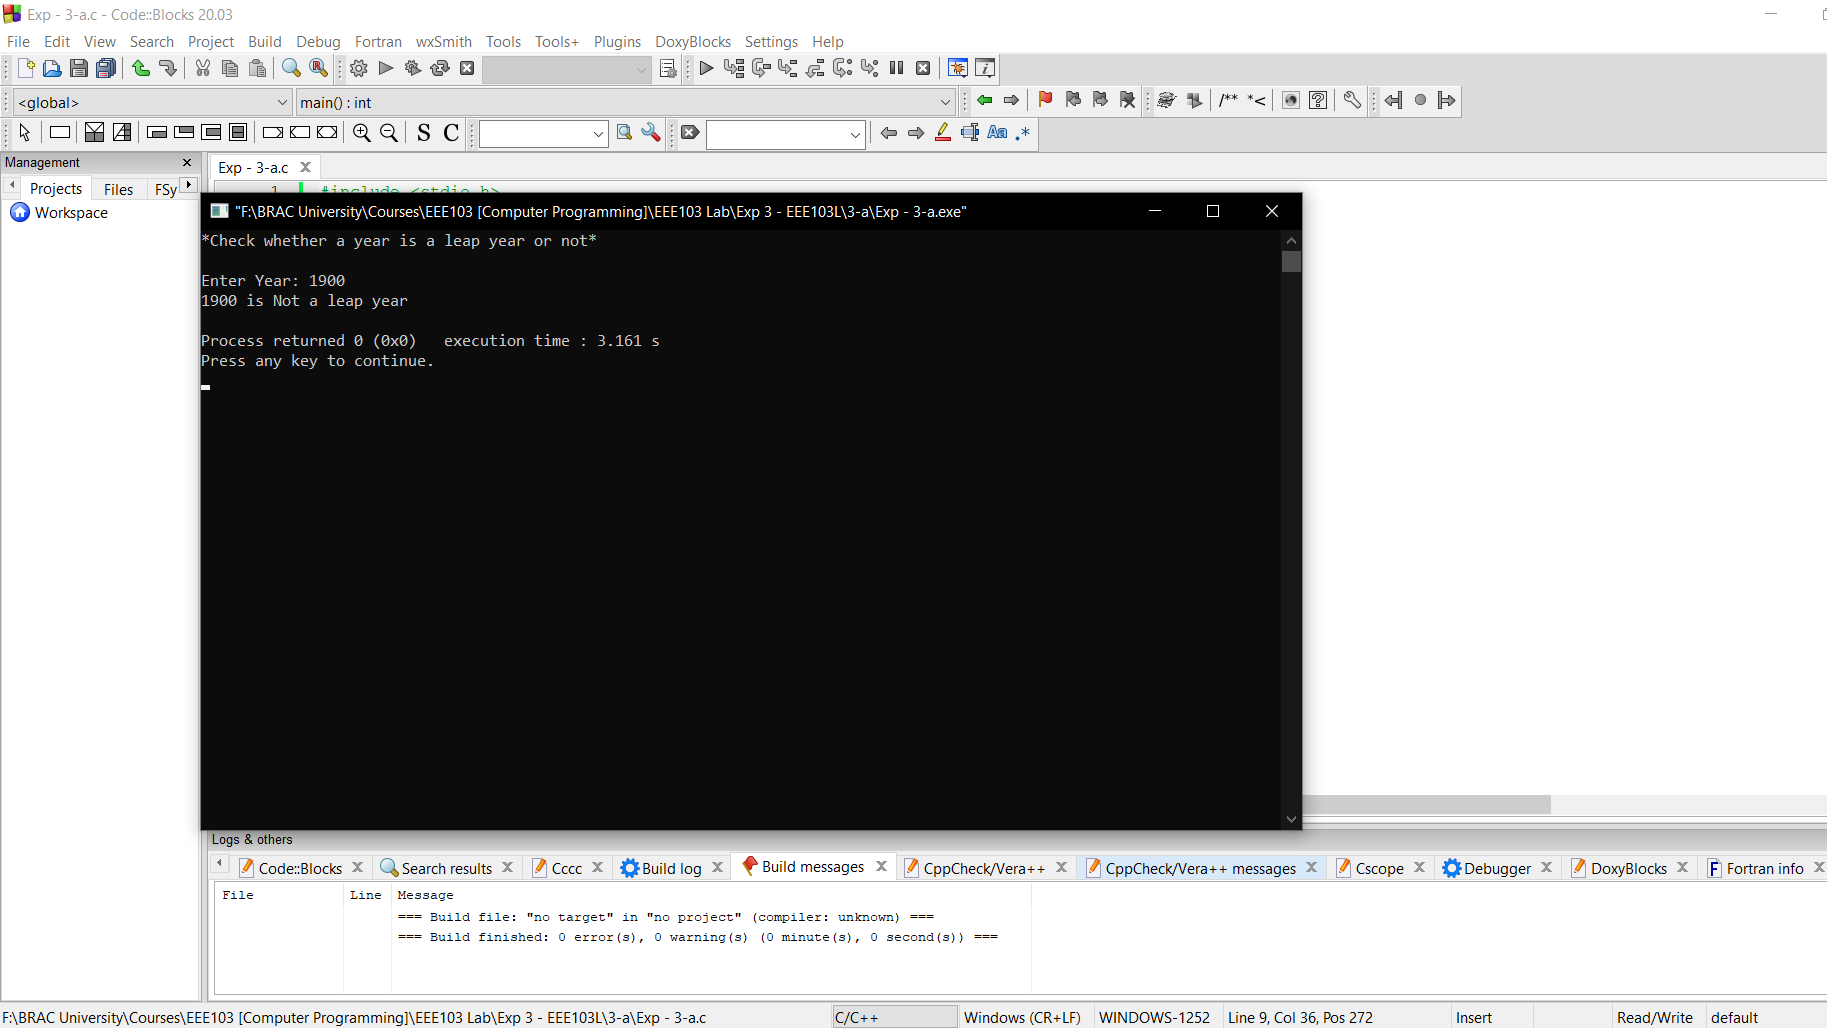 Exp - 3-a.c - Code::Blocks 20.03
File Edit View Search Project Build Debug Fortran wxSmith Tools Tools+ Plugins DoxyBlocks Settings Help
<global> main() : int
/** *<
S C Aa .*
Management
Exp - 3-a.c
Projects Files FSy
Workspace
1 #include <stdio.h>
"F:\BRAC University\Courses\EEE103 [Computer Programming]\EEE103 Lab\Exp 3 - EEE103L\3-a\Exp - 3-a.exe"
*Check whether a year is a leap year or not*
Enter Year: 1900
1900 is Not a leap year
Process returned 0 (0x0)   execution time : 3.161 s
Press any key to continue.
Logs & others
Code::Blocks Search results Cccc Build log Build messages CppCheck/Vera++ CppCheck/Vera++ messages Cscope Debugger DoxyBlocks Fortran info
File Line Message
=== Build file: "no target" in "no project" (compiler: unknown) ===
=== Build finished: 0 error(s), 0 warning(s) (0 minute(s), 0 second(s)) ===
F:\BRAC University\Courses\EEE103 [Computer Programming]\EEE103 Lab\Exp 3 - EEE103L\3-a\Exp - 3-a.c C/C++ Windows (CR+LF) WINDOWS-1252 Line 9, Col 36, Pos 272 Insert Read/Write default